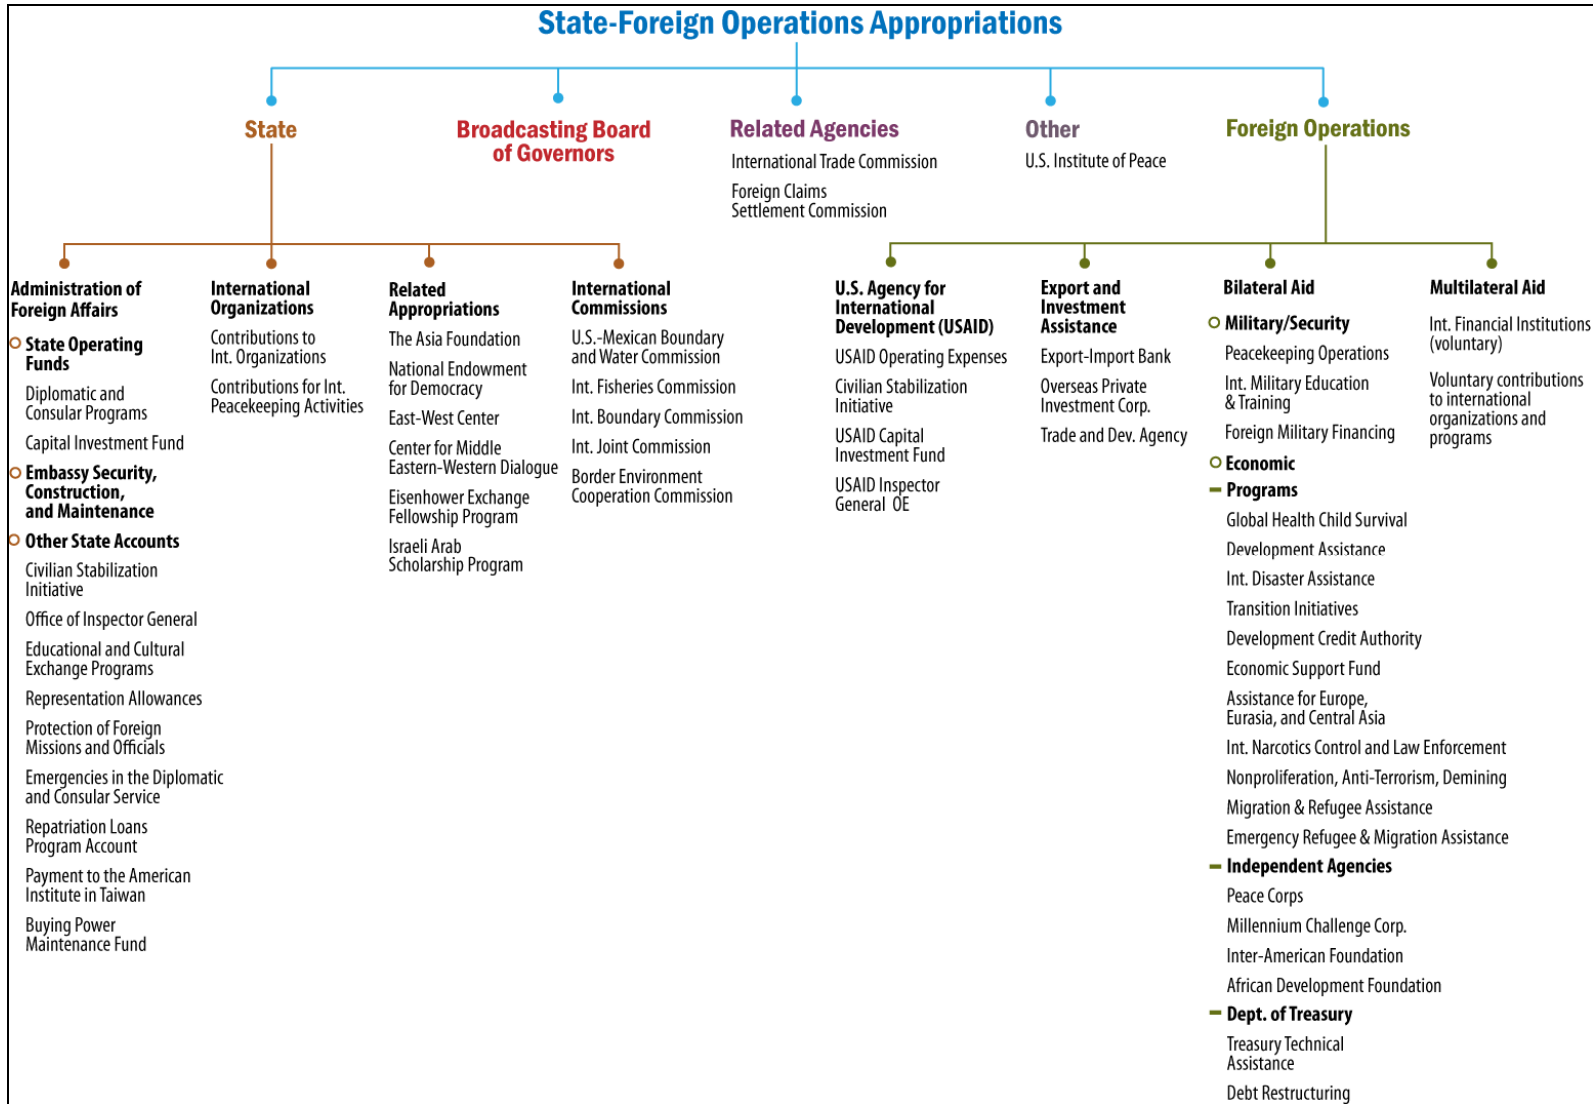 State-Foreign Operations Appropriations
State
Broadcasting Board
of Governors
Related Agencies
International Trade Commission
Foreign Claims
Settlement Commission
Other
U.S. Institute of Peace
Foreign Operations
Administration of
Foreign Affairs
State Operating
Funds
Diplomatic and
Consular Programs
Capital Investment Fund
Embassy Security,
Construction,
and Maintenance
Other State Accounts
Civilian Stabilization
Initiative
Office of Inspector General
Educational and Cultural
Exchange Programs
Representation Allowances
Protection of Foreign
Missions and Officials
Emergencies in the Diplomatic
and Consular Service
Repatriation Loans
Program Account
Payment to the American
Institute in Taiwan
Buying Power
Maintenance Fund
International
Organizations
Contributions to
Int. Organizations
Contributions for Int.
Peacekeeping Activities
Related
Appropriations
The Asia Foundation
National Endowment
for Democracy
East-West Center
Center for Middle
Eastern-Western Dialogue
Eisenhower Exchange
Fellowship Program
Israeli Arab
Scholarship Program
International
Commissions
U.S.-Mexican Boundary
and Water Commission
Int. Fisheries Commission
Int. Boundary Commission
Int. Joint Commission
Border Environment
Cooperation Commission
U.S. Agency for
International
Development (USAID)
USAID Operating Expenses
Civilian Stabilization
Initiative
USAID Capital
Investment Fund
USAID Inspector
General OE
Export and
Investment
Assistance
Export-Import Bank
Overseas Private
Investment Corp.
Trade and Dev. Agency
Bilateral Aid
Military/Security
Peacekeeping Operations
Int. Military Education
& Training
Foreign Military Financing
Economic
Programs
Global Health Child Survival
Development Assistance
Int. Disaster Assistance
Transition Initiatives
Development Credit Authority
Economic Support Fund
Assistance for Europe,
Eurasia, and Central Asia
Int. Narcotics Control and Law Enforcement
Nonproliferation, Anti-Terrorism, Demining
Migration & Refugee Assistance
Emergency Refugee & Migration Assistance
Independent Agencies
Peace Corps
Millennium Challenge Corp.
Inter-American Foundation
African Development Foundation
Dept. of Treasury
Treasury Technical
Assistance
Debt Restructuring
Multilateral Aid
Int. Financial Institutions
(voluntary)
Voluntary contributions
to international
organizations and
programs